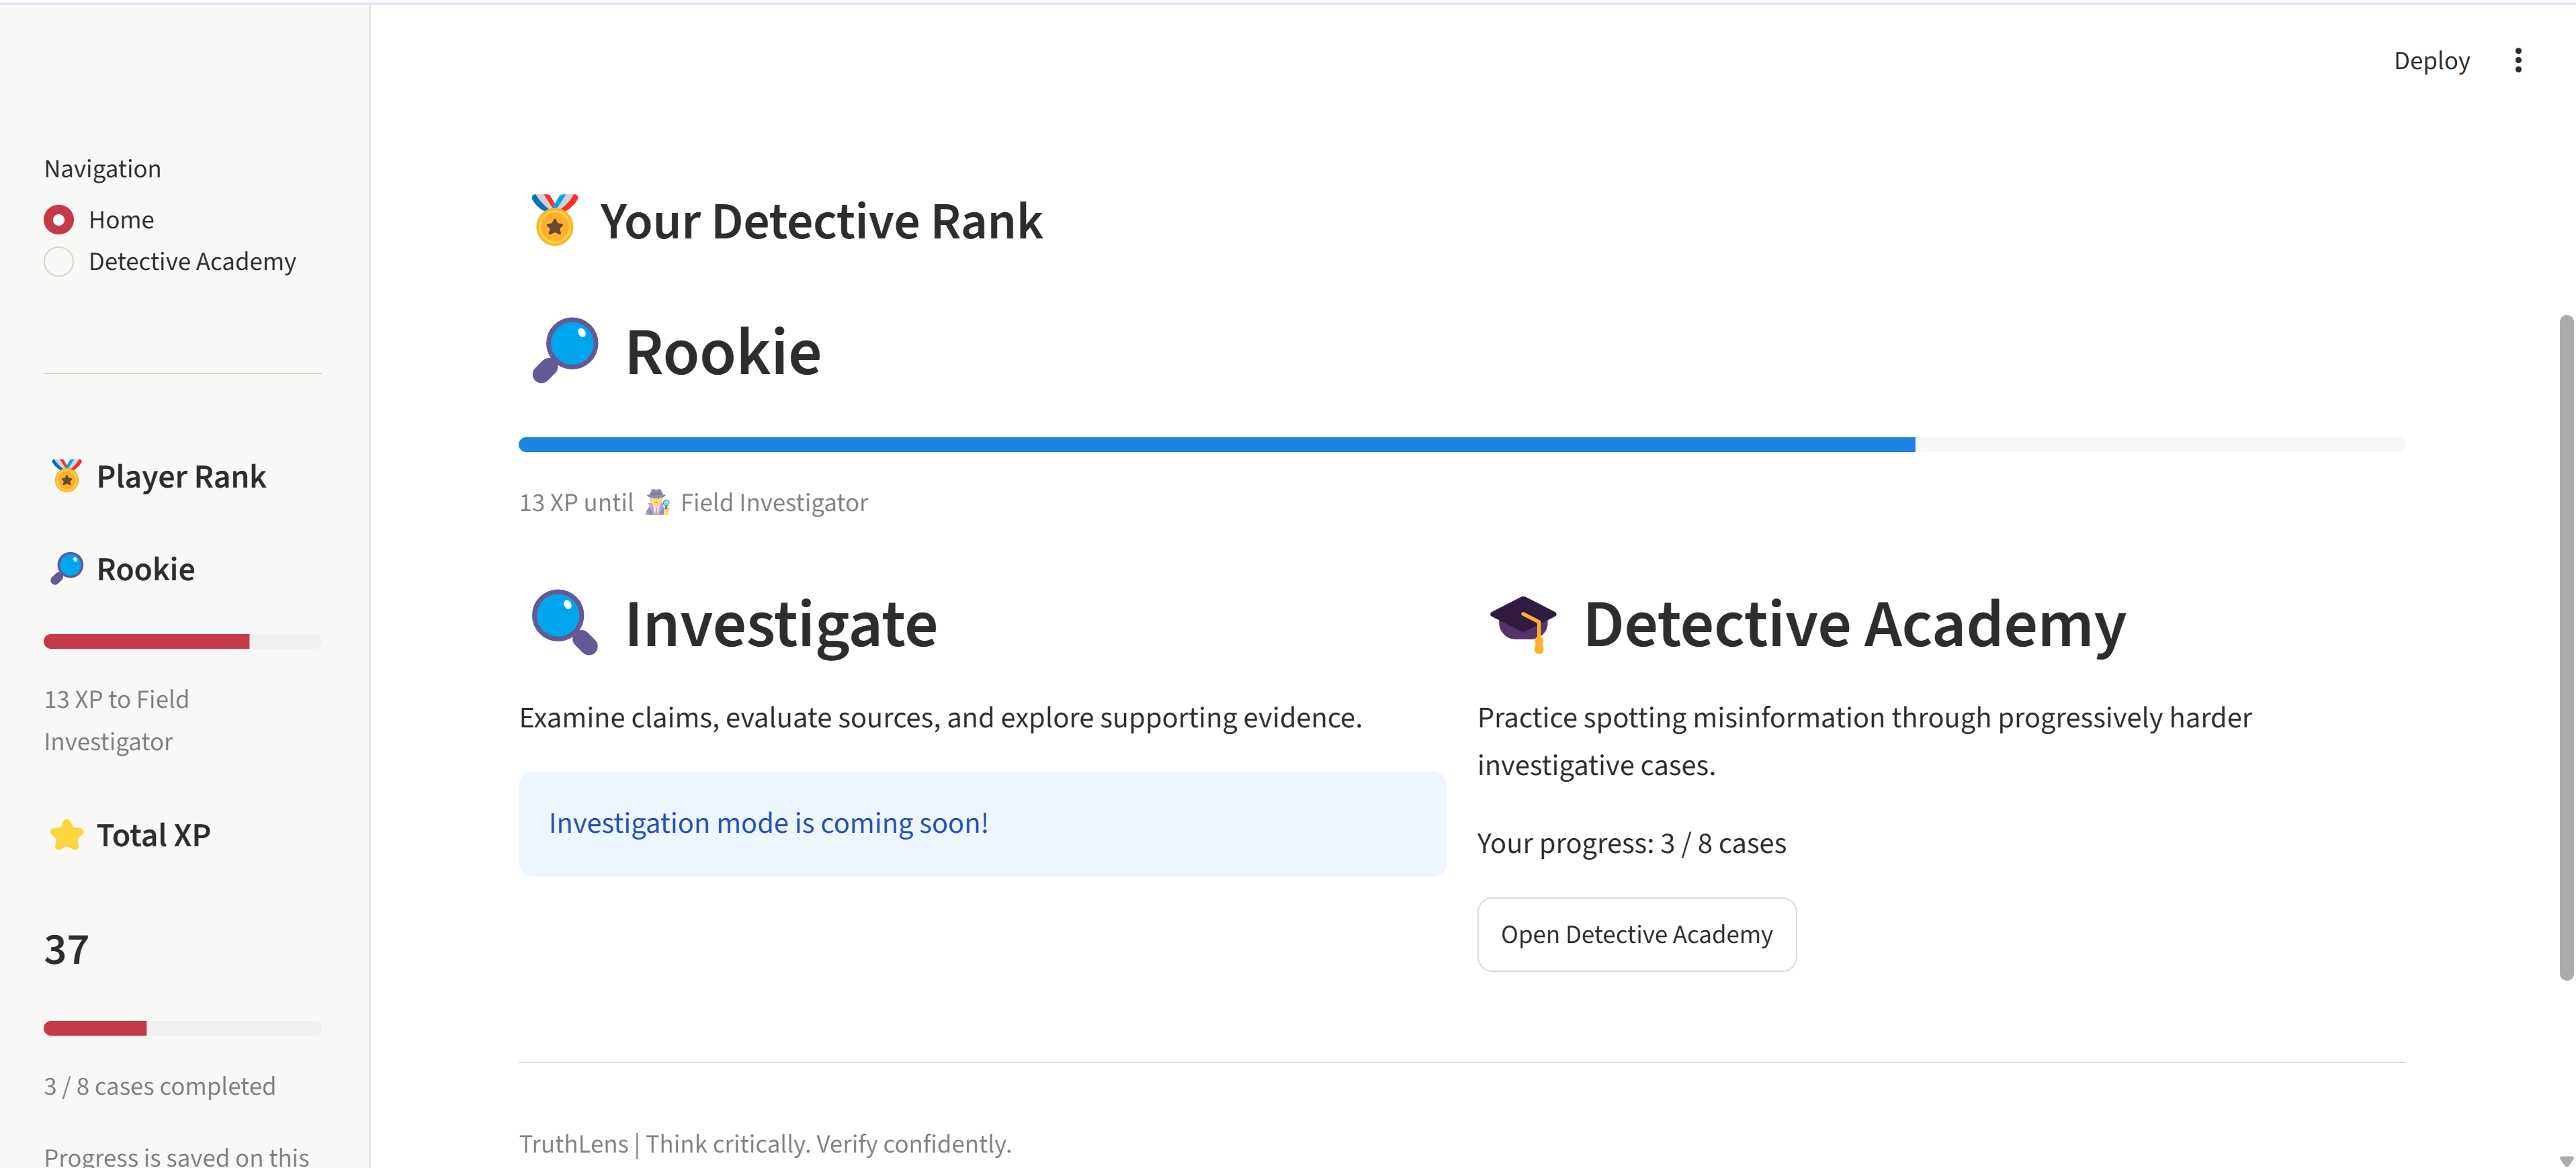 Deploy
Navigation
Home
Detective Academy
Player Rank
Rookie
13 XP to Field
Investigator
Total XP
37
3 / 8 cases completed
Progress is saved on this
Your Detective Rank
Rookie
13 XP until Field Investigator
Investigate
Examine claims, evaluate sources, and explore supporting evidence.
Investigation mode is coming soon!
Detective Academy
Practice spotting misinformation through progressively harder
investigative cases.
Your progress: 3 / 8 cases
Open Detective Academy
TruthLens | Think critically. Verify confidently.